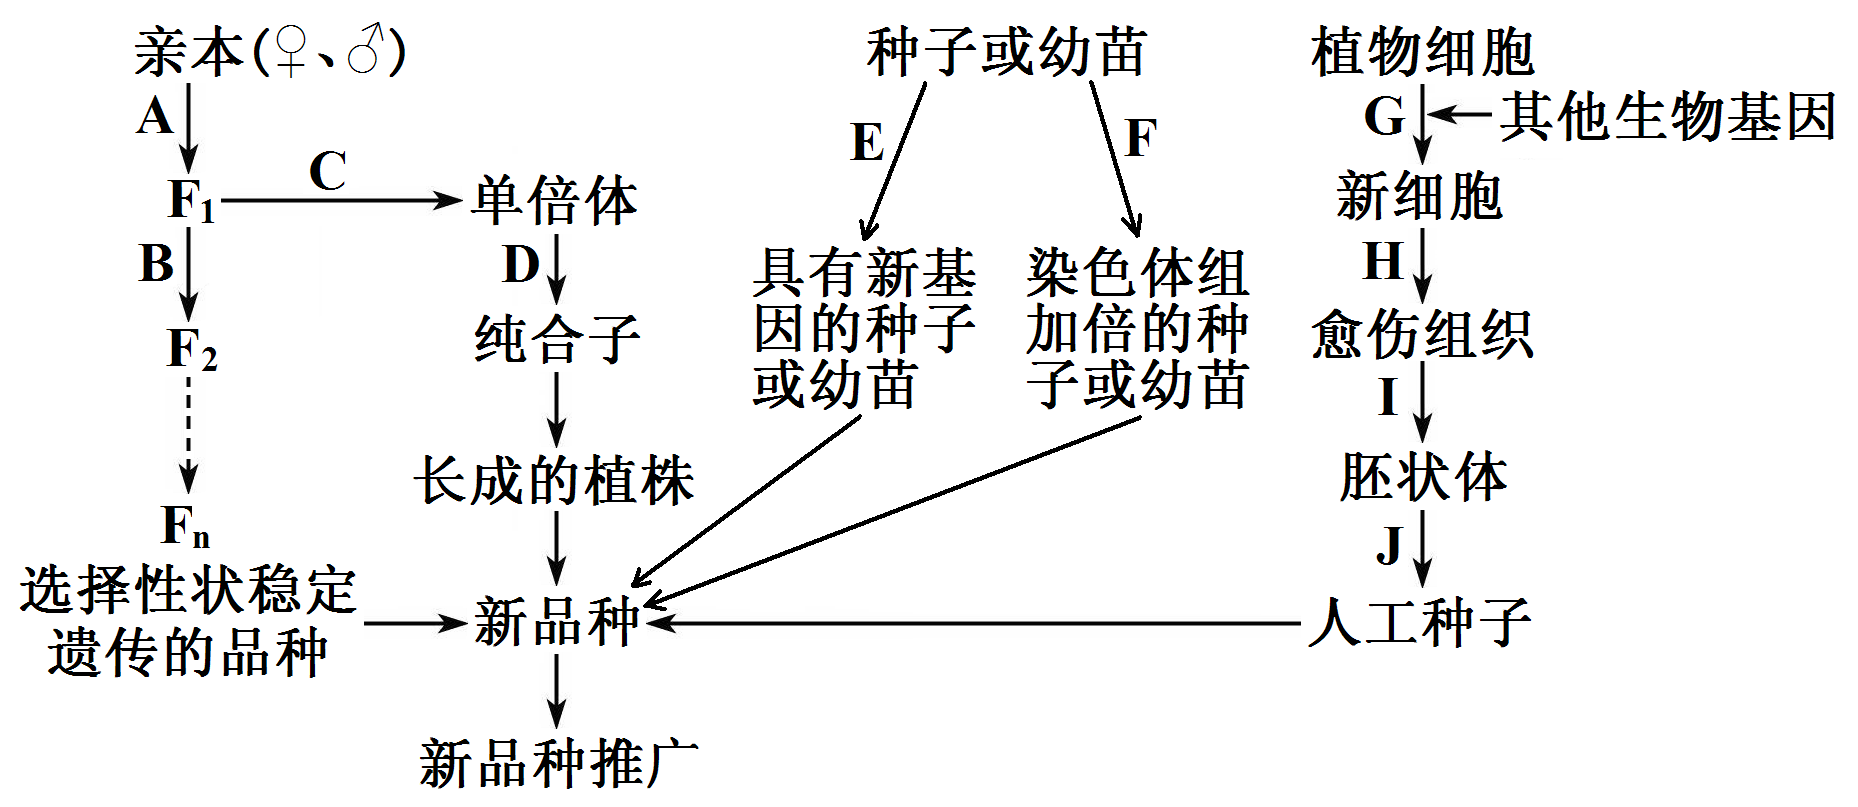 亲本(♀、♂)
A
F₁
B
F₂
Fₙ
选择性状稳定
遗传的品种
C
单倍体
D
纯合子
长成的植株
新品种
新品种推广
种子或幼苗
E
F
具有新基
因的种子
或幼苗
染色体组
加倍的种
子或幼苗
植物细胞
G
其他生物基因
新细胞
H
愈伤组织
I
胚状体
J
人工种子